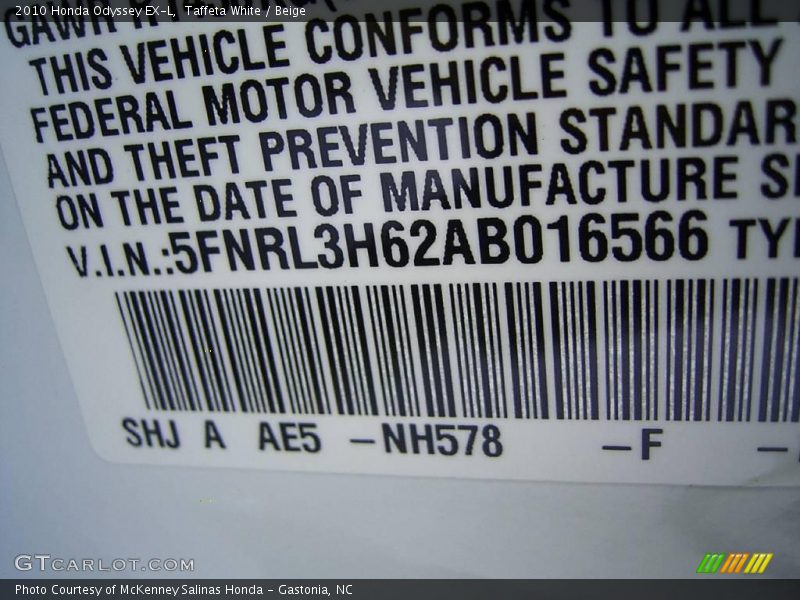 2010 Honda Odyssey EX-L, Taffeta White / Beige
GAWR
THIS VEHICLE CONFORMS TO ALL
FEDERAL MOTOR VEHICLE SAFETY
AND THEFT PREVENTION STANDAR
ON THE DATE OF MANUFACTURE S
V.I.N.:5FNRL3H62AB016566 TY
SHJ A AE5 -NH578 -F -
GTCARLOT.COM
Photo Courtesy of McKenney Salinas Honda - Gastonia, NC